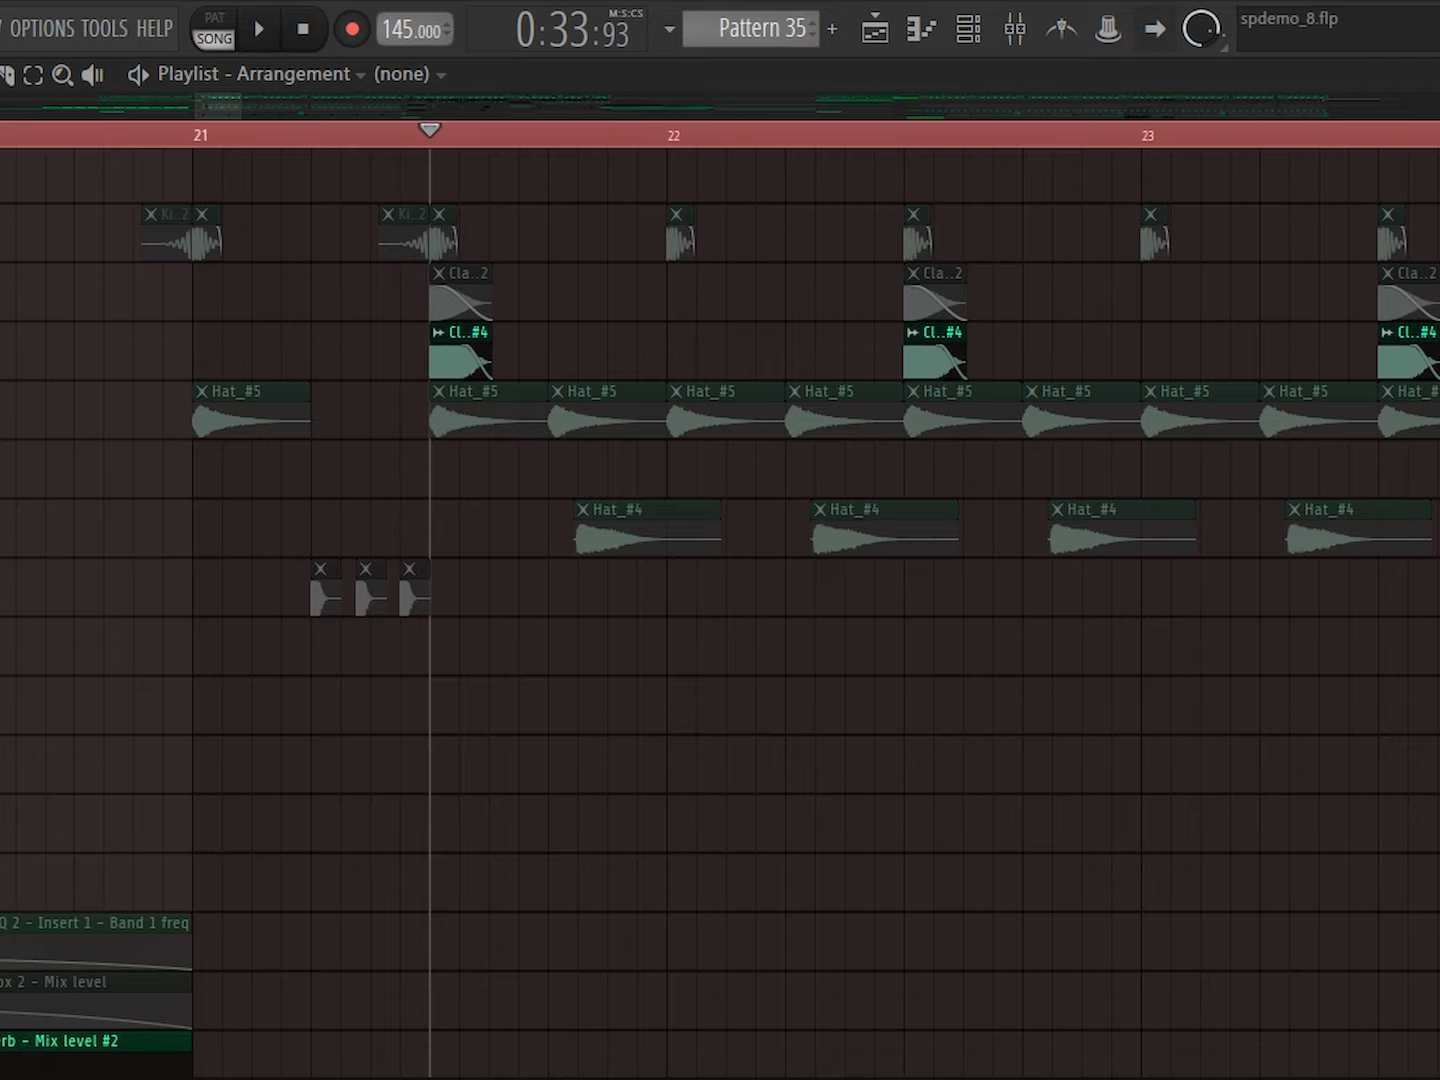 OPTIONS TOOLS HELP
PAT
SONG
145.000
0:33:93
M:S:CS
Pattern 35
+
spdemo_8.flp
Playlist - Arrangement
(none)
21
22
23
Ki..2
Ki..2
Cla..2
Cla..2
Cla..2
Cl..#4
Cl..#4
Cl..#4
Hat_#5
Hat_#5
Hat_#5
Hat_#5
Hat_#5
Hat_#5
Hat_#5
Hat_#5
Hat_#5
Hat_#
Hat_#4
Hat_#4
Hat_#4
Hat_#4
Q 2 - Insert 1 - Band 1 freq
ox 2 - Mix level
rb - Mix level #2